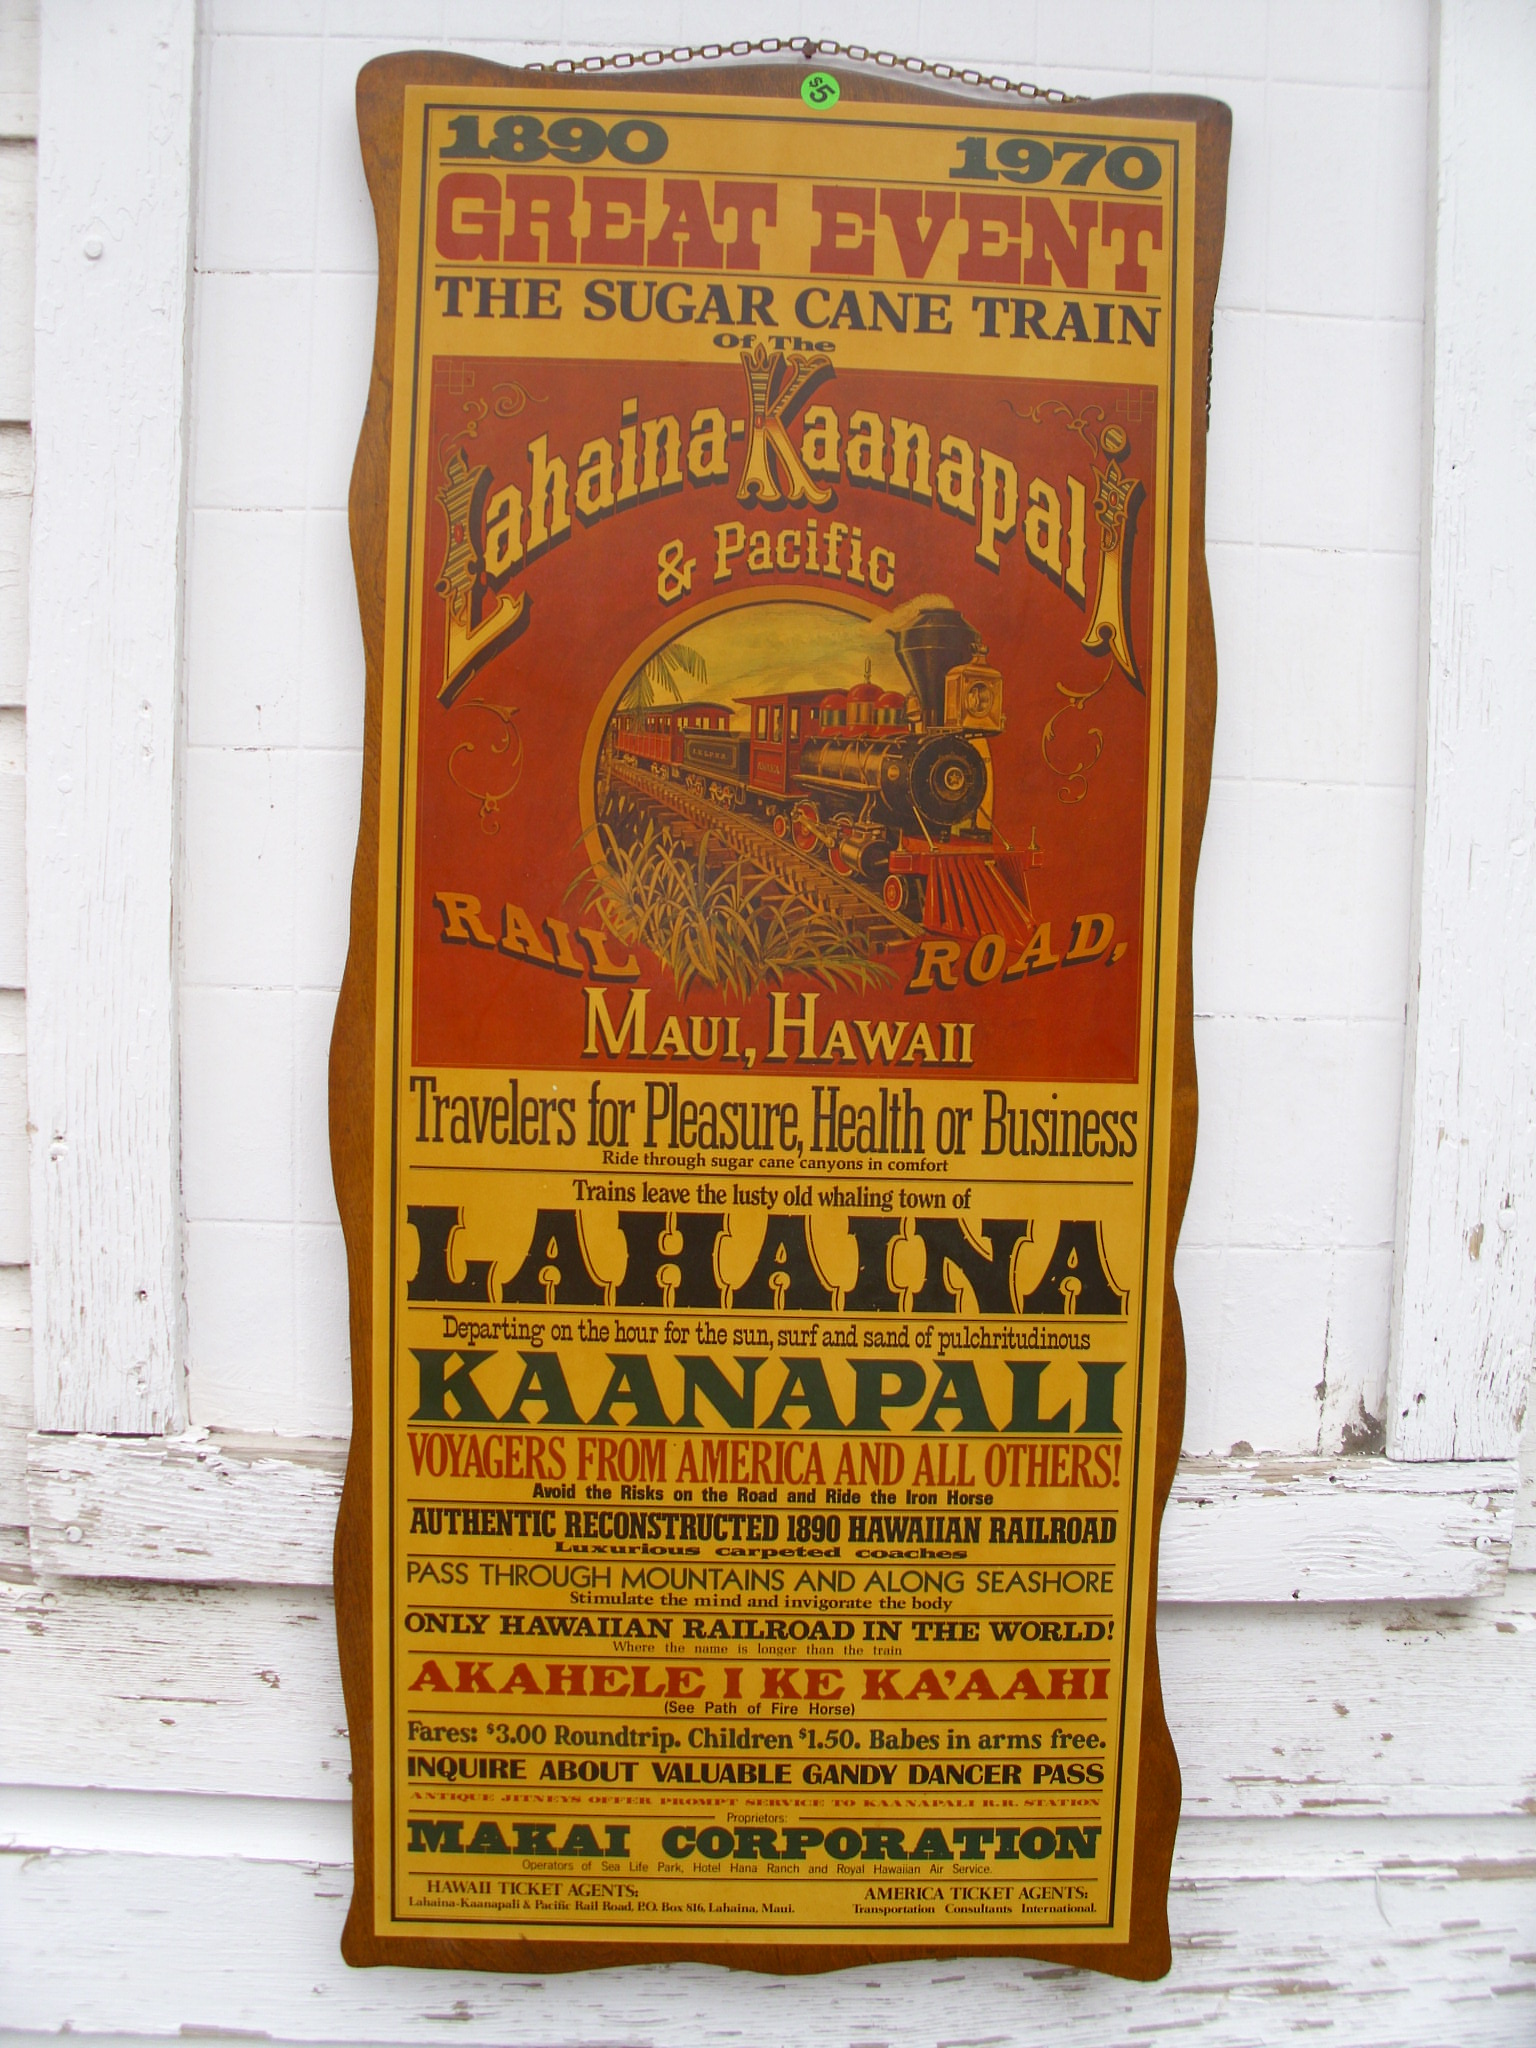 $5
1890 1970
GREAT EVENT
THE SUGAR CANE TRAIN
Of The
Lahaina-Kaanapali
& Pacific
RAIL ROAD,
MAUI, HAWAII
Travelers for Pleasure, Health or Business
Ride through sugar cane canyons in comfort
Trains leave the lusty old whaling town of
LAHAINA
Departing on the hour for the sun, surf and sand of pulchritudinous
KAANAPALI
VOYAGERS FROM AMERICA AND ALL OTHERS!
Avoid the Risks on the Road and Ride the Iron Horse
AUTHENTIC RECONSTRUCTED 1890 HAWAIIAN RAILROAD
Luxurious carpeted coaches
PASS THROUGH MOUNTAINS AND ALONG SEASHORE
Stimulate the mind and invigorate the body
ONLY HAWAIIAN RAILROAD IN THE WORLD!
Where the name is longer than the train
AKAHELE I KE KA'AAHI
(See Path of Fire Horse)
Fares: $3.00 Roundtrip. Children $1.50. Babes in arms free.
INQUIRE ABOUT VALUABLE GANDY DANCER PASS
ANTIQUE JITNEYS OFFER PROMPT SERVICE TO KAANAPALI R.R. STATION
Proprietors:
MAKAI CORPORATION
Operators of Sea Life Park, Hotel Hana Ranch and Royal Hawaiian Air Service.
HAWAII TICKET AGENTS:
Lahaina-Kaanapali & Pacific Rail Road, P.O. Box 816, Lahaina, Maui.
AMERICA TICKET AGENTS:
Transportation Consultants International.